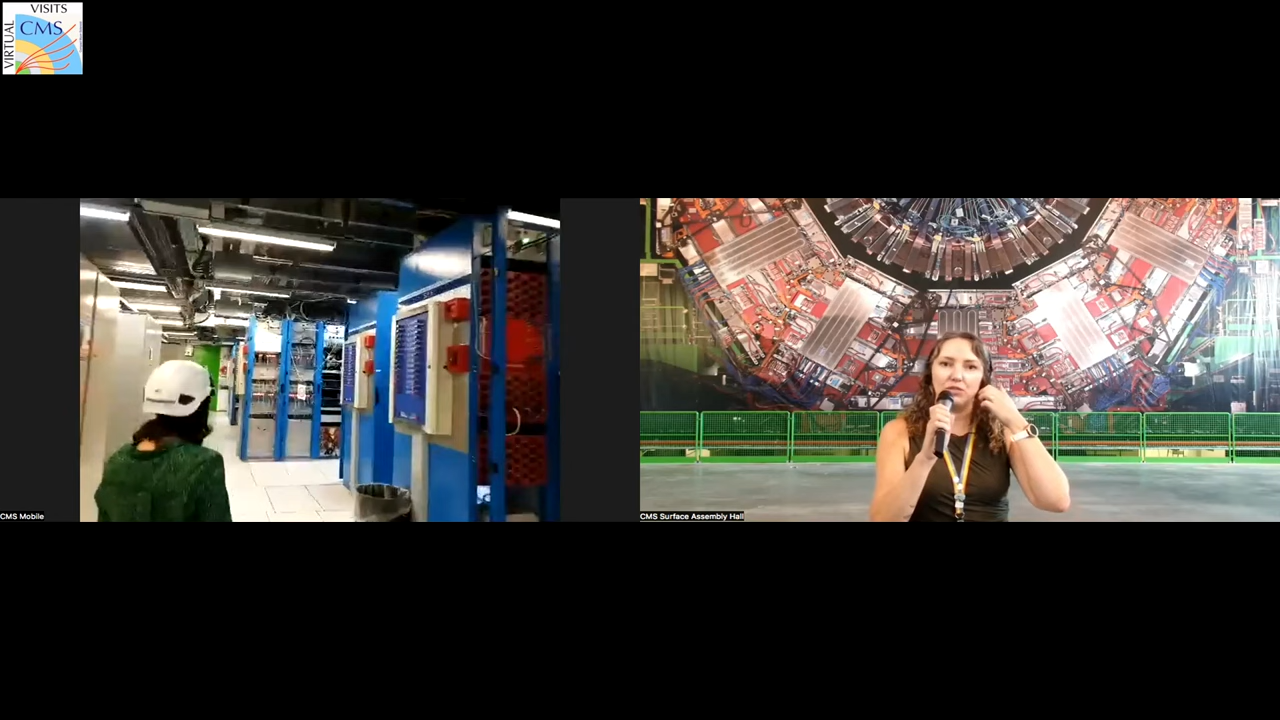 VISITS
CMS
VIRTUAL
CMS Mobile
CMS Surface Assembly Hall